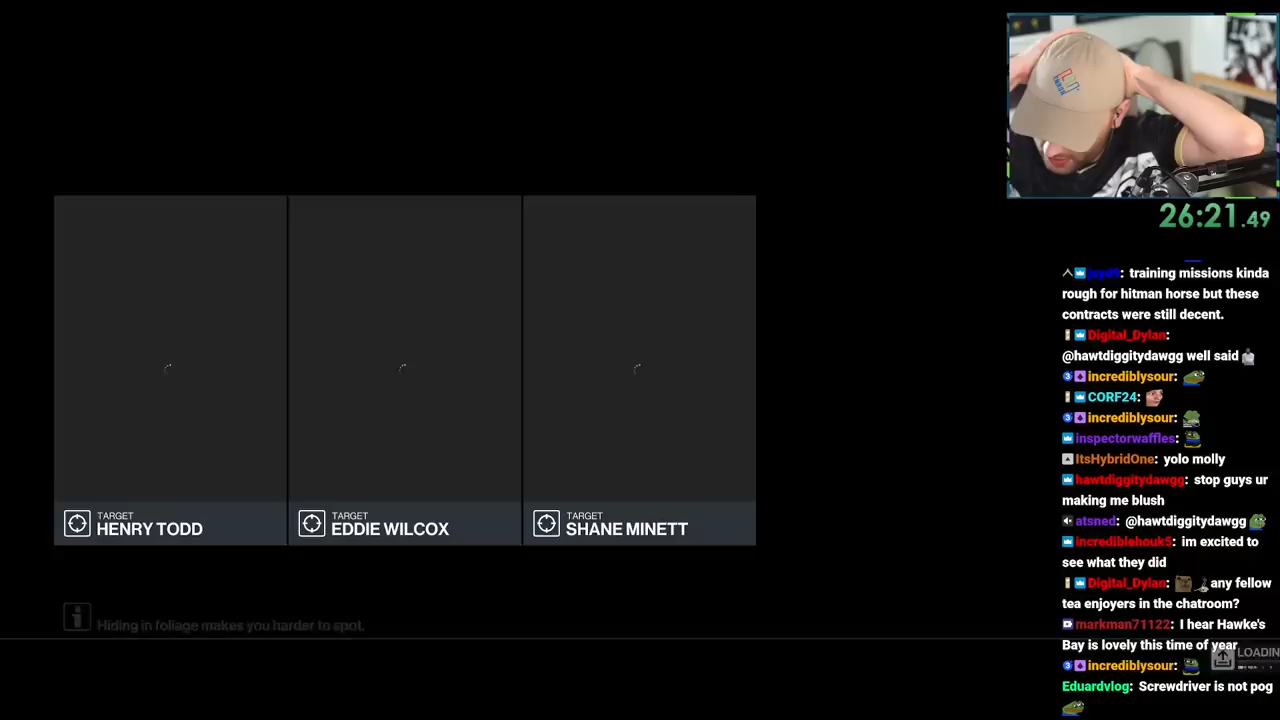 26:21.49
training missions kinda
rough for hitman horse but these
contracts were still decent.
Digital_Dylan:
@hawtdiggitydawgg well said
incrediblysour:
CORF24:
incrediblysour:
inspectorwaffles:
ItsHybridOne: yolo molly
hawtdiggitydawgg: stop guys ur
making me blush
atsned: @hawtdiggitydawgg
incrediblehouk5: im excited to
see what they did
Digital_Dylan: any fellow
tea enjoyers in the chatroom?
markman71122: I hear Hawke's
Bay is lovely this time of year
incrediblysour:
Eduardvlog: Screwdriver is not pog
TARGET
HENRY TODD
TARGET
EDDIE WILCOX
TARGET
SHANE MINETT
Hiding in foliage makes you harder to spot.
LOADIN